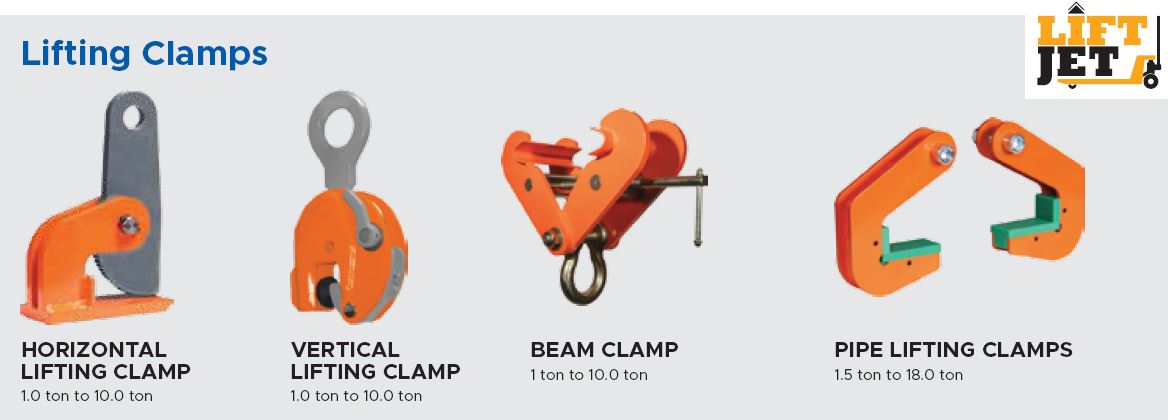 LIFT
JET
Lifting Clamps
HORIZONTAL
LIFTING CLAMP
1.0 ton to 10.0 ton
VERTICAL
LIFTING CLAMP
1.0 ton to 10.0 ton
BEAM CLAMP
1 ton to 10.0 ton
PIPE LIFTING CLAMPS
1.5 ton to 18.0 ton